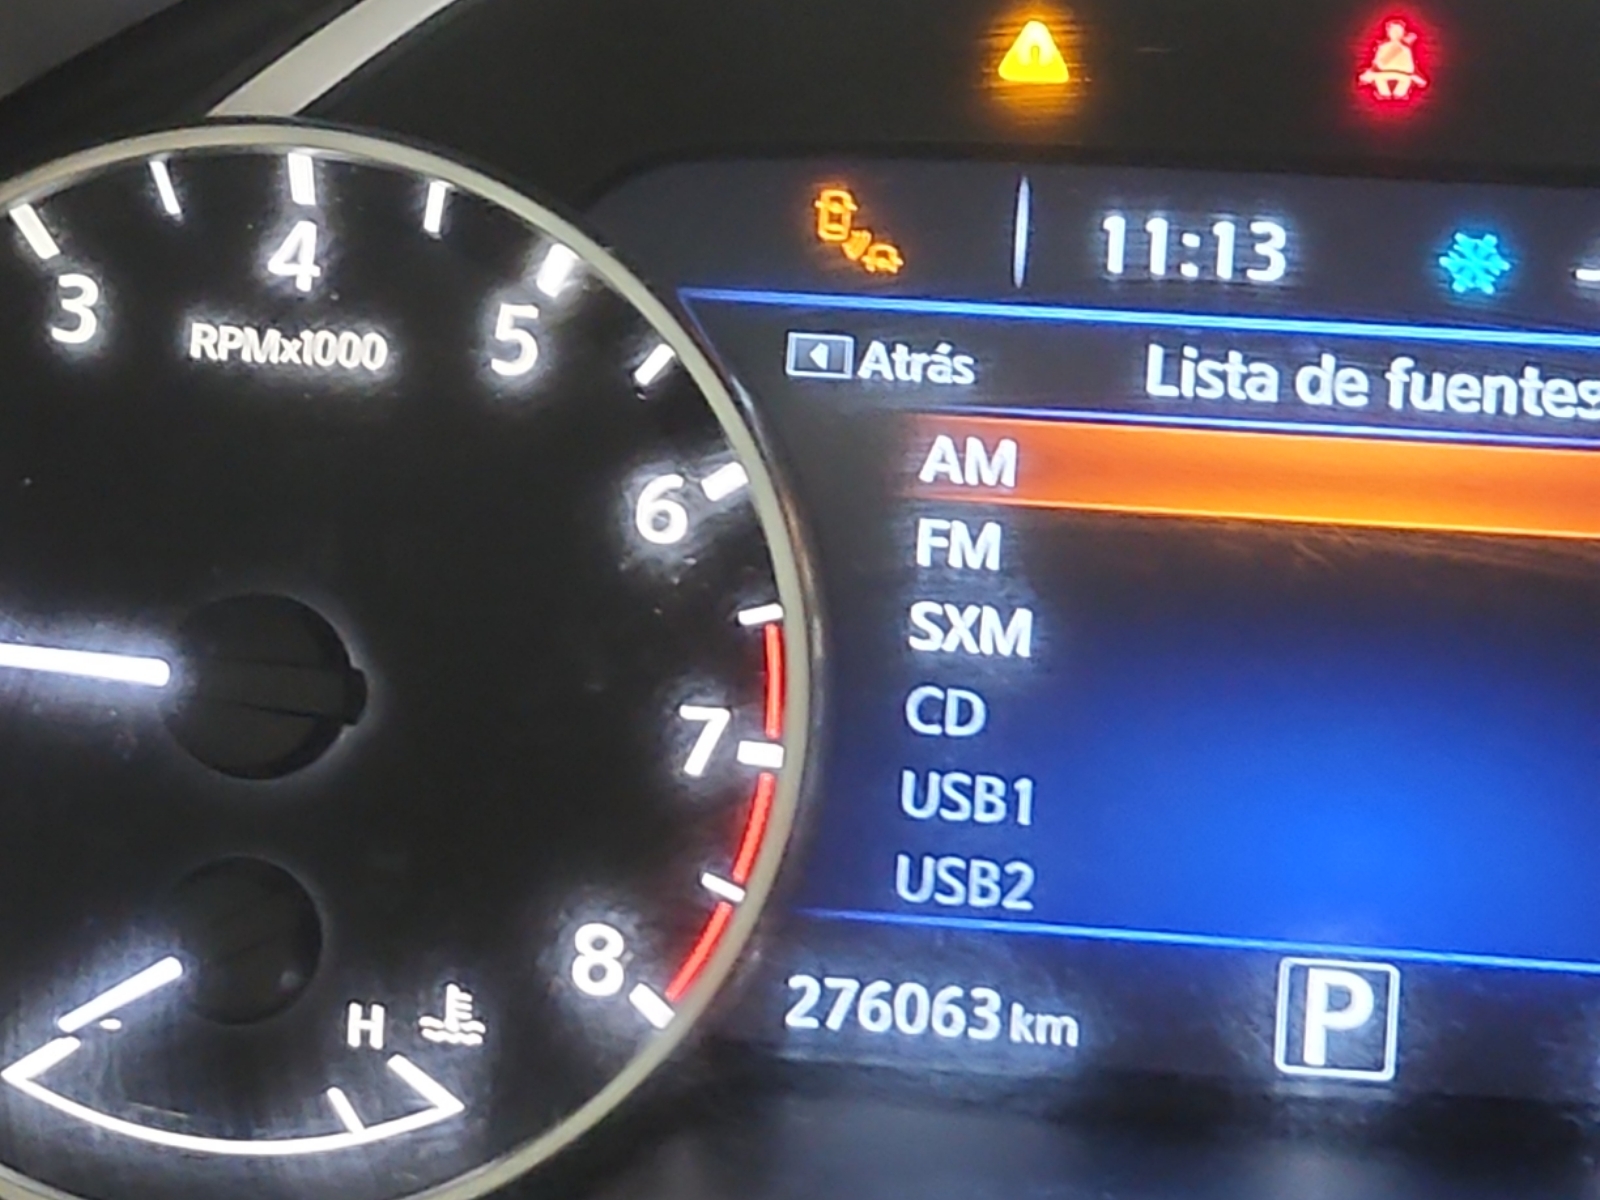 11:13
Atrás Lista de fuentes
AM
FM
SXM
CD
USB1
USB2
276063 km P
3
4
5
6
7
8
RPMx1000
H